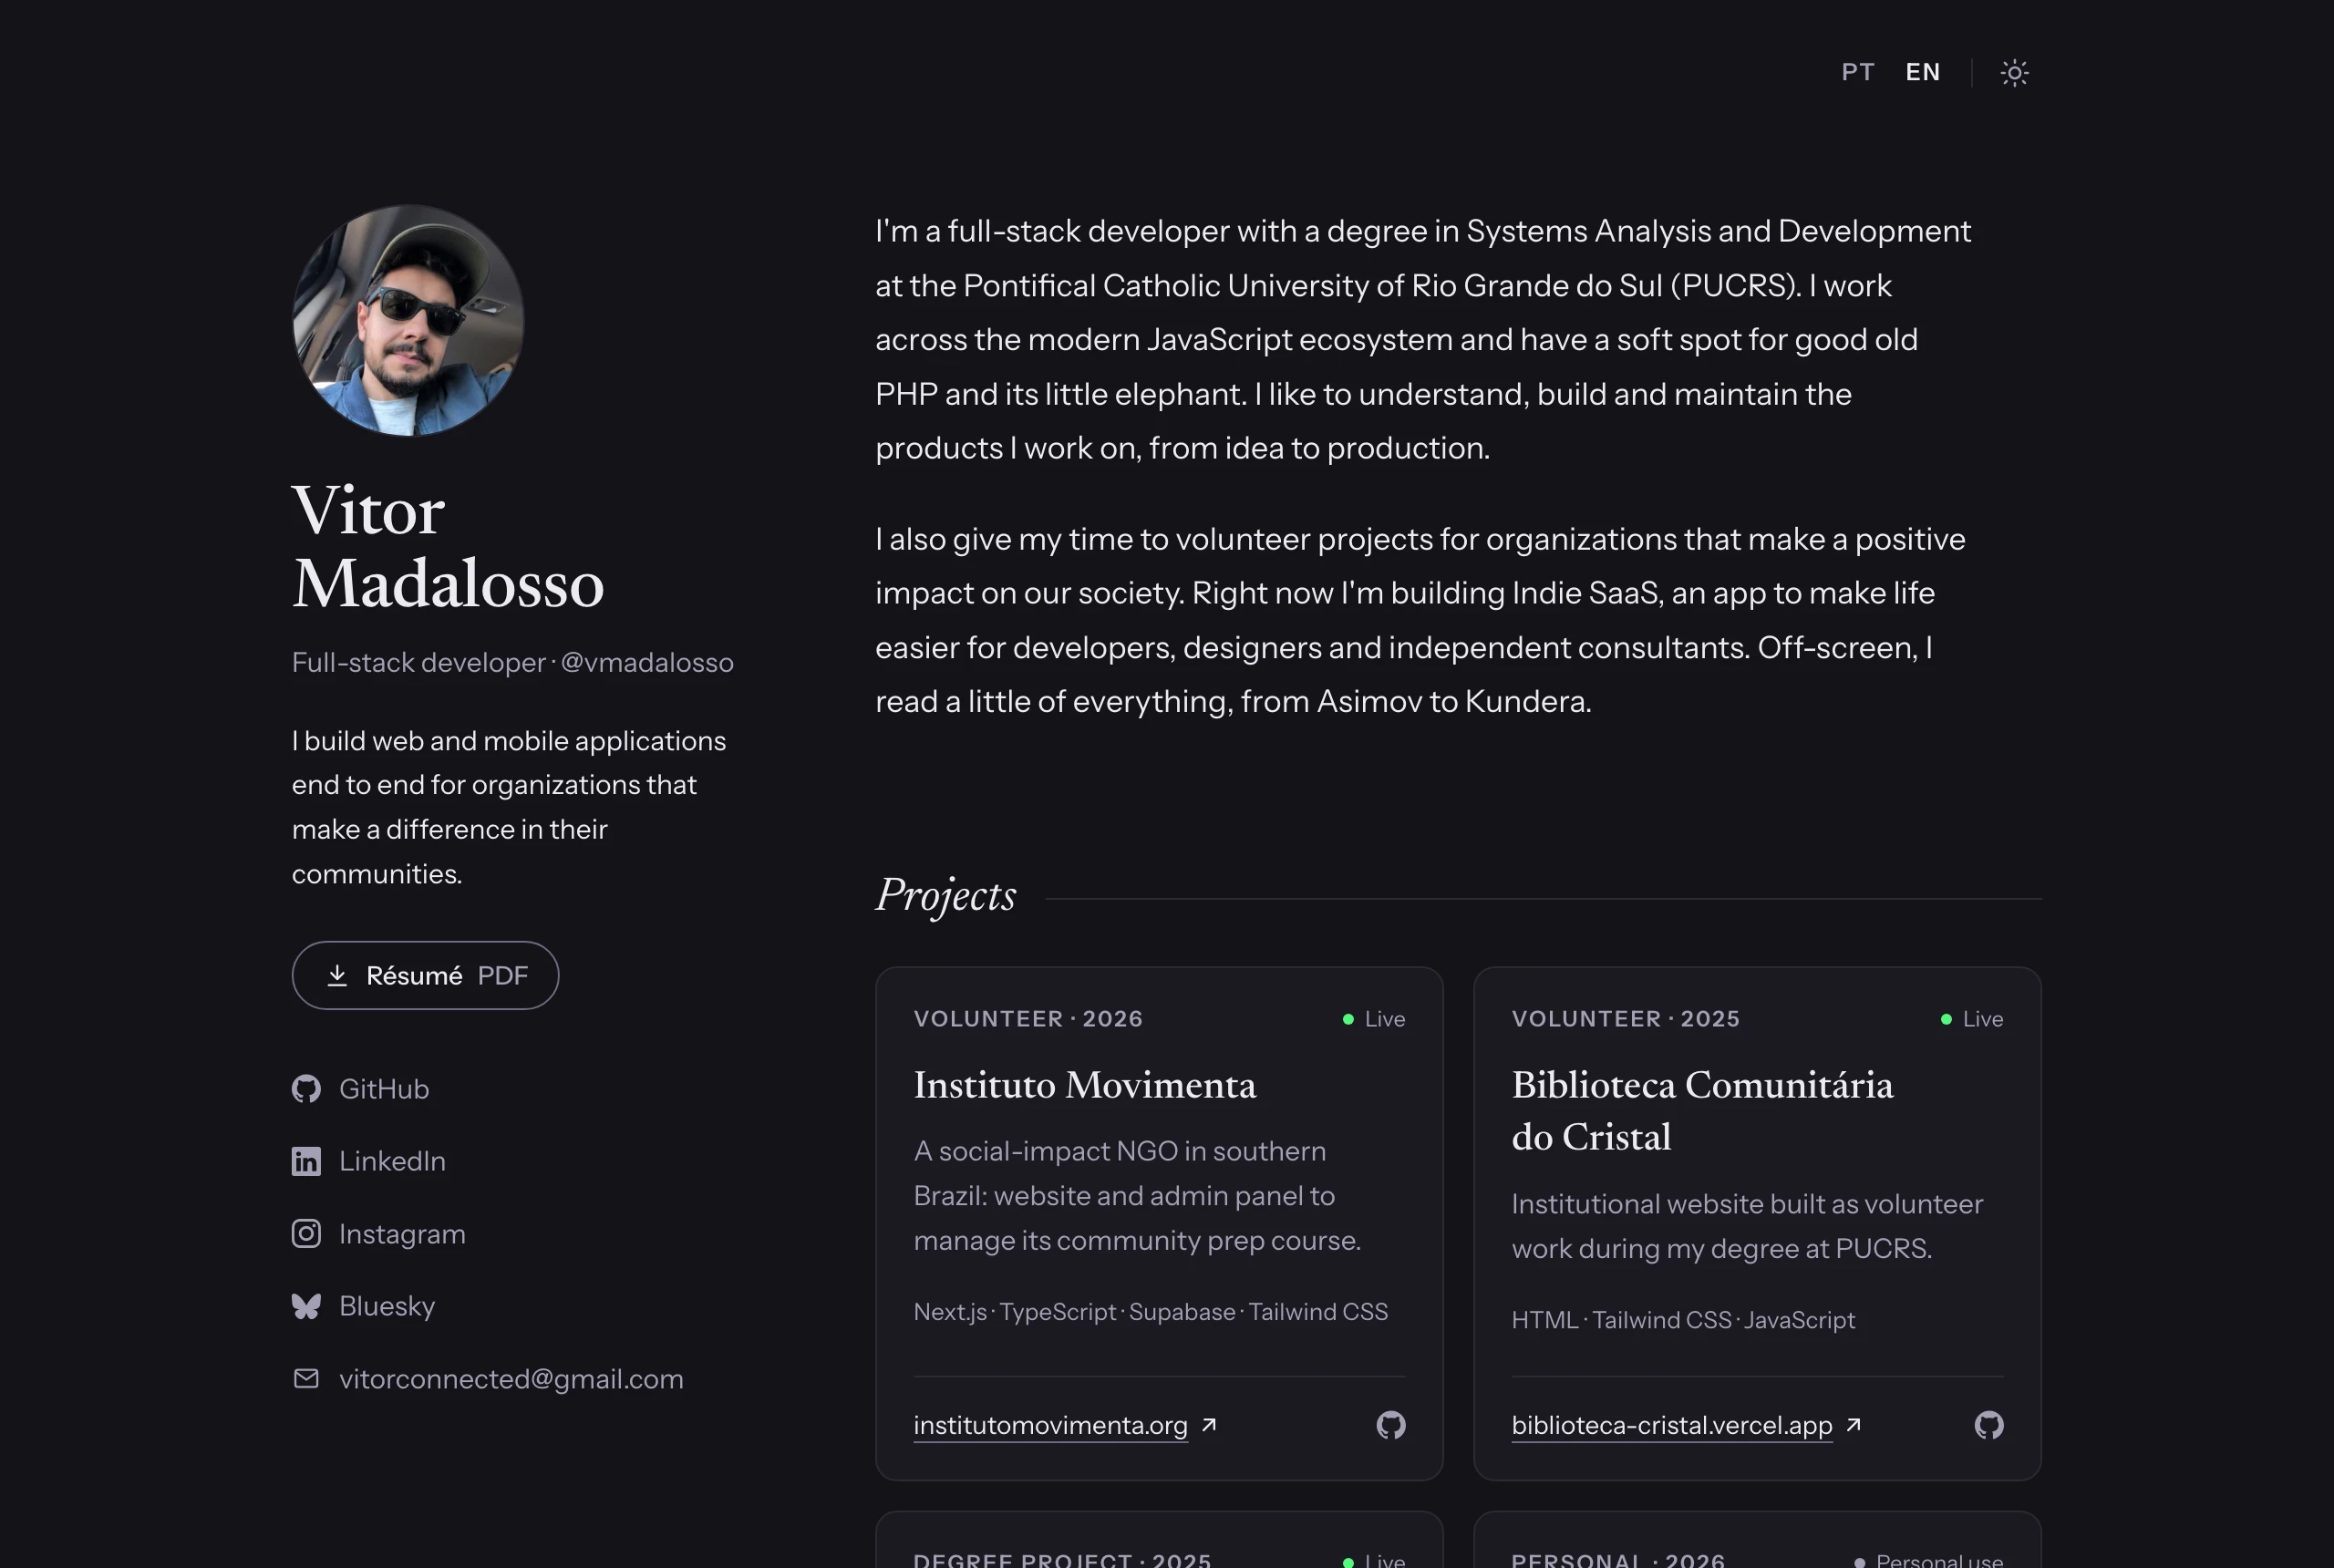 PT EN
Vitor
Madalosso
Full-stack developer · @vmadalosso
I build web and mobile applications
end to end for organizations that
make a difference in their
communities.
Résumé PDF
GitHub
LinkedIn
Instagram
Bluesky
vitorconnected@gmail.com
I'm a full-stack developer with a degree in Systems Analysis and Development
at the Pontifical Catholic University of Rio Grande do Sul (PUCRS). I work
across the modern JavaScript ecosystem and have a soft spot for good old
PHP and its little elephant. I like to understand, build and maintain the
products I work on, from idea to production.
I also give my time to volunteer projects for organizations that make a positive
impact on our society. Right now I'm building Indie SaaS, an app to make life
easier for developers, designers and independent consultants. Off-screen, I
read a little of everything, from Asimov to Kundera.
Projects
VOLUNTEER · 2026
Live
Instituto Movimenta
A social-impact NGO in southern
Brazil: website and admin panel to
manage its community prep course.
Next.js · TypeScript · Supabase · Tailwind CSS
institutomovimenta.org ↗
VOLUNTEER · 2025
Live
Biblioteca Comunitária
do Cristal
Institutional website built as volunteer
work during my degree at PUCRS.
HTML · Tailwind CSS · JavaScript
biblioteca-cristal.vercel.app ↗
DEGREE PROJECT · 2025
Live
PERSONAL · 2026
Personal use